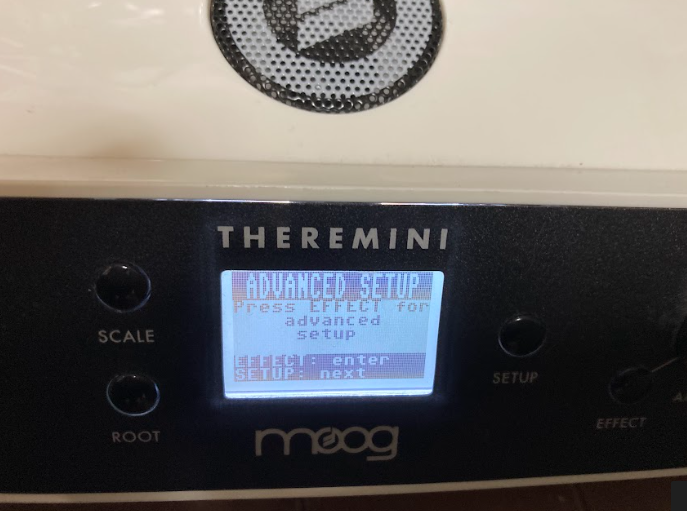 THEREMINI
ADVANCED SETUP
Press EFFECT for
advanced
setup
EFFECT: enter
SETUP: next
SCALE
ROOT
SETUP
EFFECT
moog